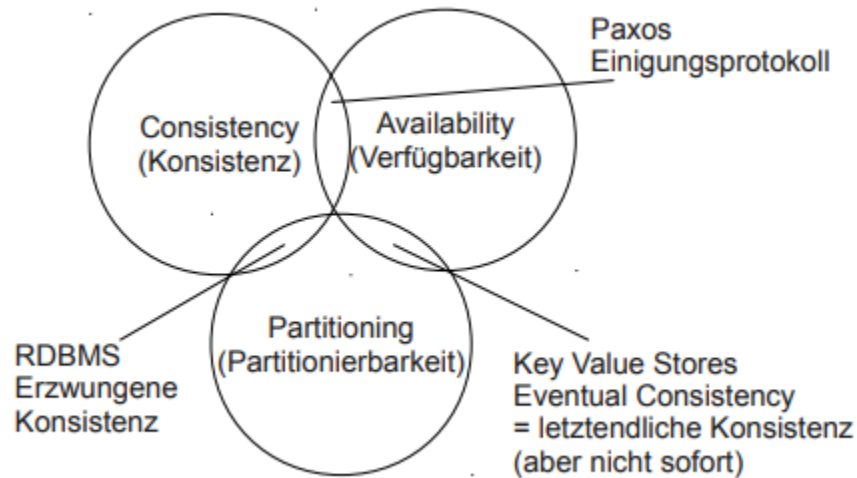 Paxos
Einigungsprotokoll
Consistency
(Konsistenz)
Availability
(Verfügbarkeit)
Partitioning
(Partitionierbarkeit)
RDBMS
Erzwungene
Konsistenz
Key Value Stores
Eventual Consistency
= letztendliche Konsistenz
(aber nicht sofort)